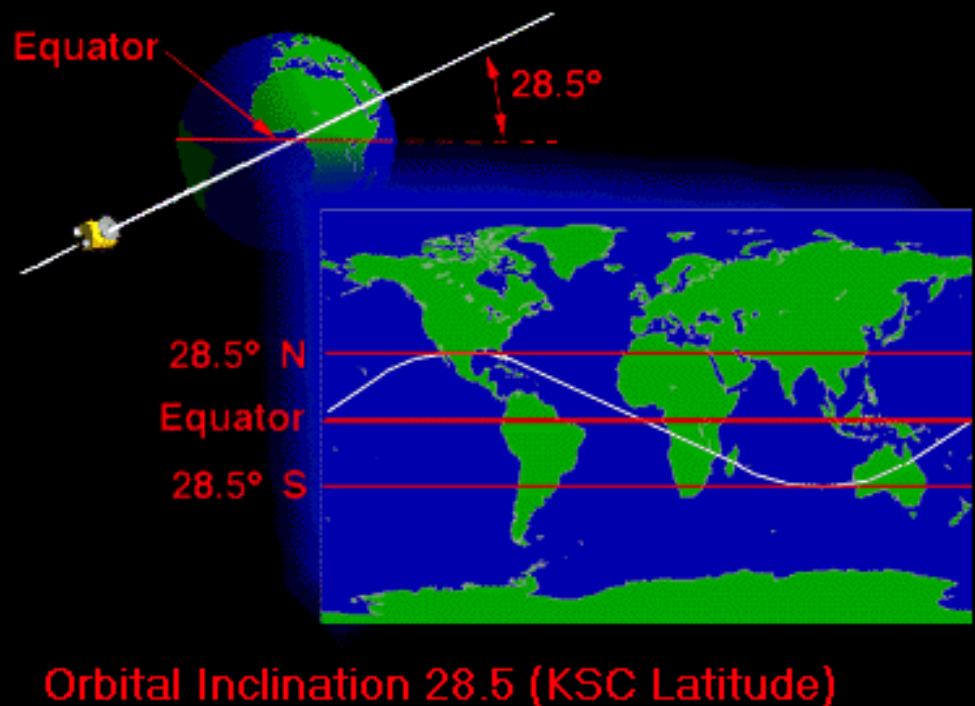 Equator
28.5°
28.5° N
Equator
28.5° S
Orbital Inclination 28.5 (KSC Latitude)